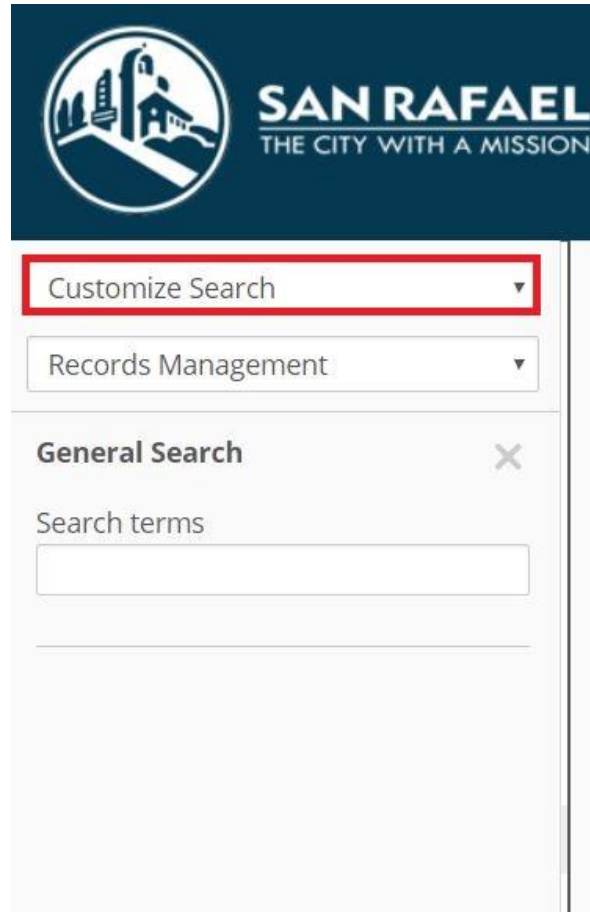 SAN RAFAEL
THE CITY WITH A MISSION
Customize Search
Records Management
General Search
Search terms